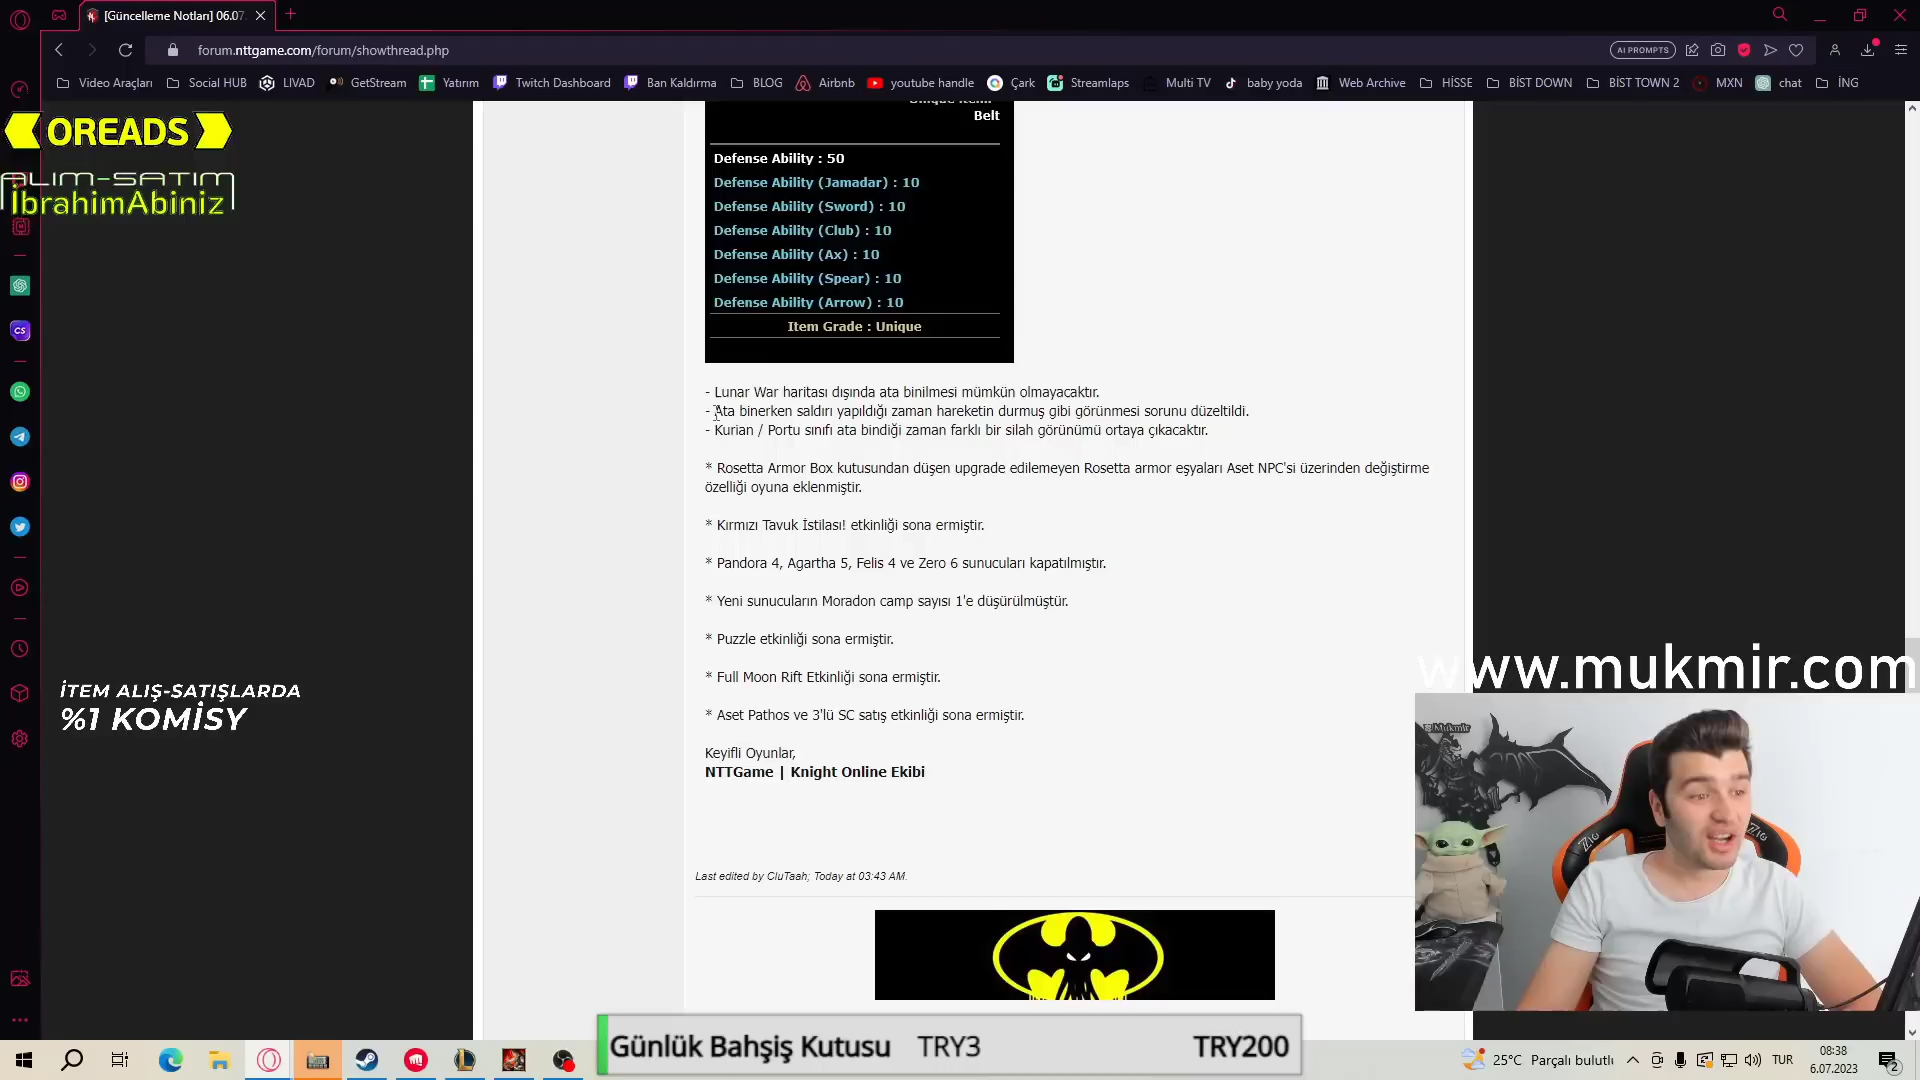 [Güncelleme Notları] 06.07.
forum.nttgame.com/forum/showthread.php
AI PROMPTS
Video Araçları
Social HUB
LIVAD
GetStream
Yatırım
Twitch Dashboard
Ban Kaldırma
BLOG
Airbnb
youtube handle
Çark
Streamlaps
Multi TV
baby yoda
Web Archive
HİSSE
BİST DOWN
BİST TOWN 2
MXN
chat
İNG
OREADS
ALIM-SATIM
İbrahimAbiniz
Belt
Defense Ability : 50
Defense Ability (Jamadar) : 10
Defense Ability (Sword) : 10
Defense Ability (Club) : 10
Defense Ability (Ax) : 10
Defense Ability (Spear) : 10
Defense Ability (Arrow) : 10
Item Grade : Unique
- Lunar War haritası dışında ata binilmesi mümkün olmayacaktır.
- Ata binerken saldırı yapıldığı zaman hareketin durmuş gibi görünmesi sorunu düzeltildi.
- Kurian / Portu sınıfı ata bindiği zaman farklı bir silah görünümü ortaya çıkacaktır.
* Rosetta Armor Box kutusundan düşen upgrade edilemeyen Rosetta armor eşyaları Aset NPC'si üzerinden değiştirme
özelliği oyuna eklenmiştir.
* Kırmızı Tavuk İstilası! etkinliği sona ermiştir.
* Pandora 4, Agartha 5, Felis 4 ve Zero 6 sunucuları kapatılmıştır.
* Yeni sunucuların Moradon camp sayısı 1'e düşürülmüştür.
* Puzzle etkinliği sona ermiştir.
* Full Moon Rift Etkinliği sona ermiştir.
* Aset Pathos ve 3'lü SC satış etkinliği sona ermiştir.
Keyifli Oyunlar,
NTTGame | Knight Online Ekibi
Last edited by CluTaah; Today at 03:43 AM.
İTEM ALIŞ-SATIŞLARDA
%1 KOMİSY
www.mukmir.com
Mukmir
Günlük Bahşiş Kutusu TRY3 TRY200
25°C Parçalı bulutlı
TUR
08:38
6.07.2023
2